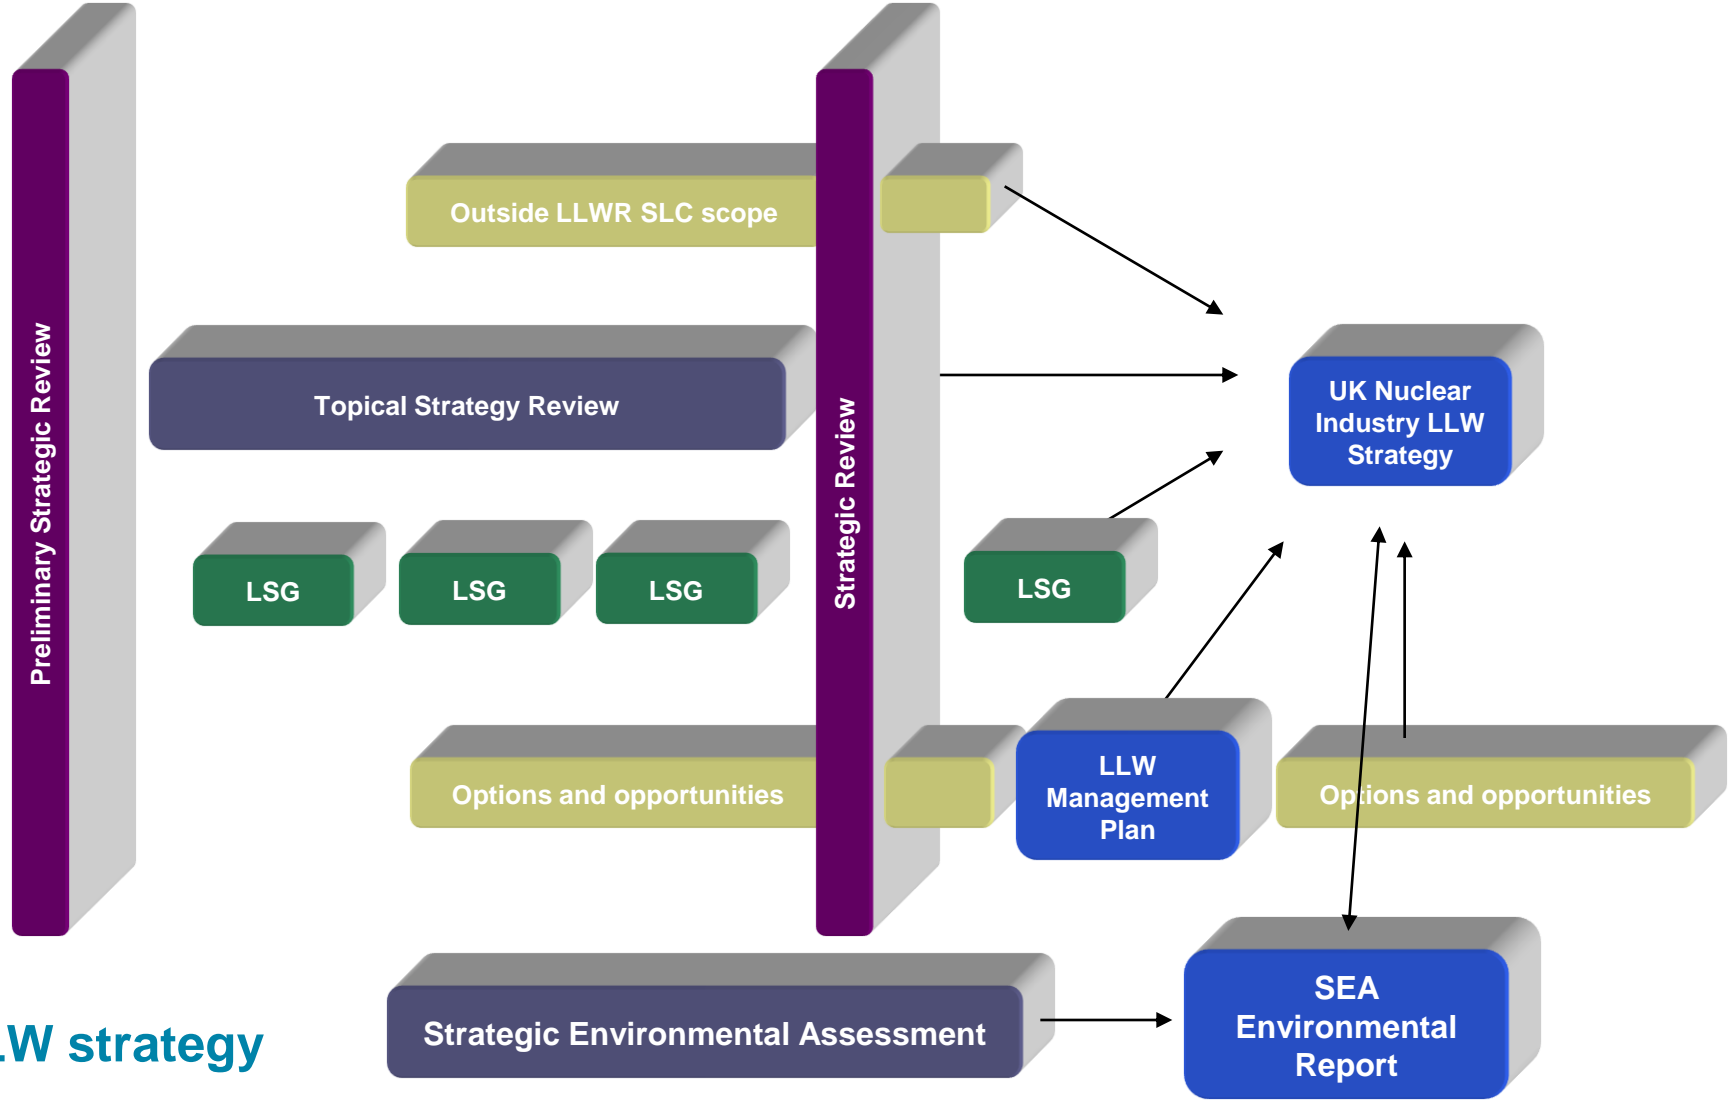 Preliminary Strategic Review
Outside LLWR SLC scope
Topical Strategy Review
LSG
LSG
LSG
Strategic Review
LSG
UK Nuclear
Industry LLW
Strategy
Options and opportunities
LLW
Management
Plan
Options and opportunities
Strategic Environmental Assessment
SEA
Environmental
Report
W strategy